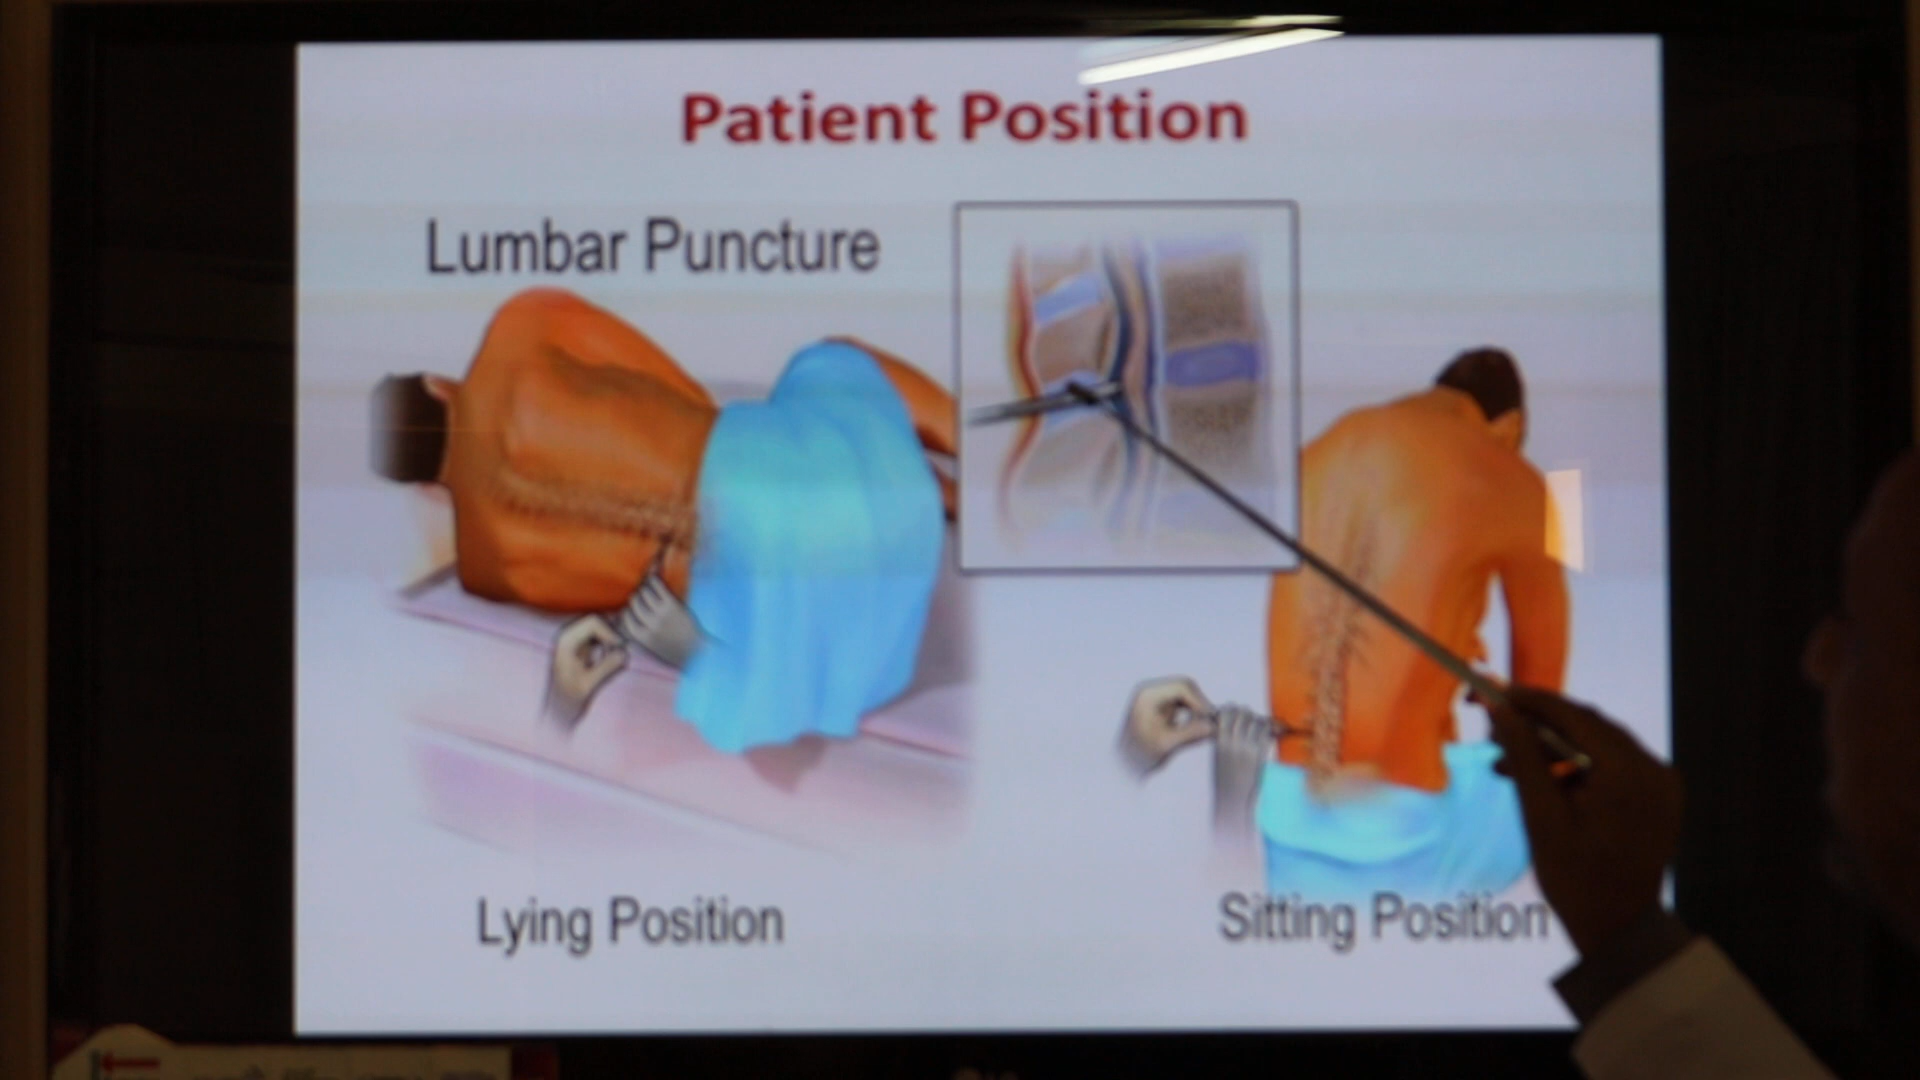 Patient Position
Lumbar Puncture
Lying Position
Sitting Position